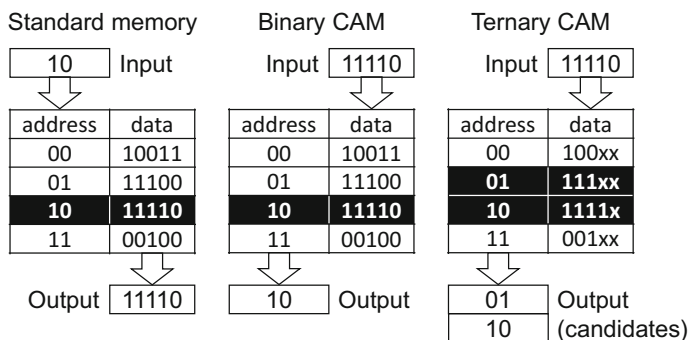 Standard memory
10 Input
address data
00 10011
01 11100
10 11110
11 00100
Output 11110
Binary CAM
Input 11110
address data
00 10011
01 11100
10 11110
11 00100
10 Output
Ternary CAM
Input 11110
address data
00 100xx
01 111xx
10 1111x
11 001xx
01 Output
10 (candidates)